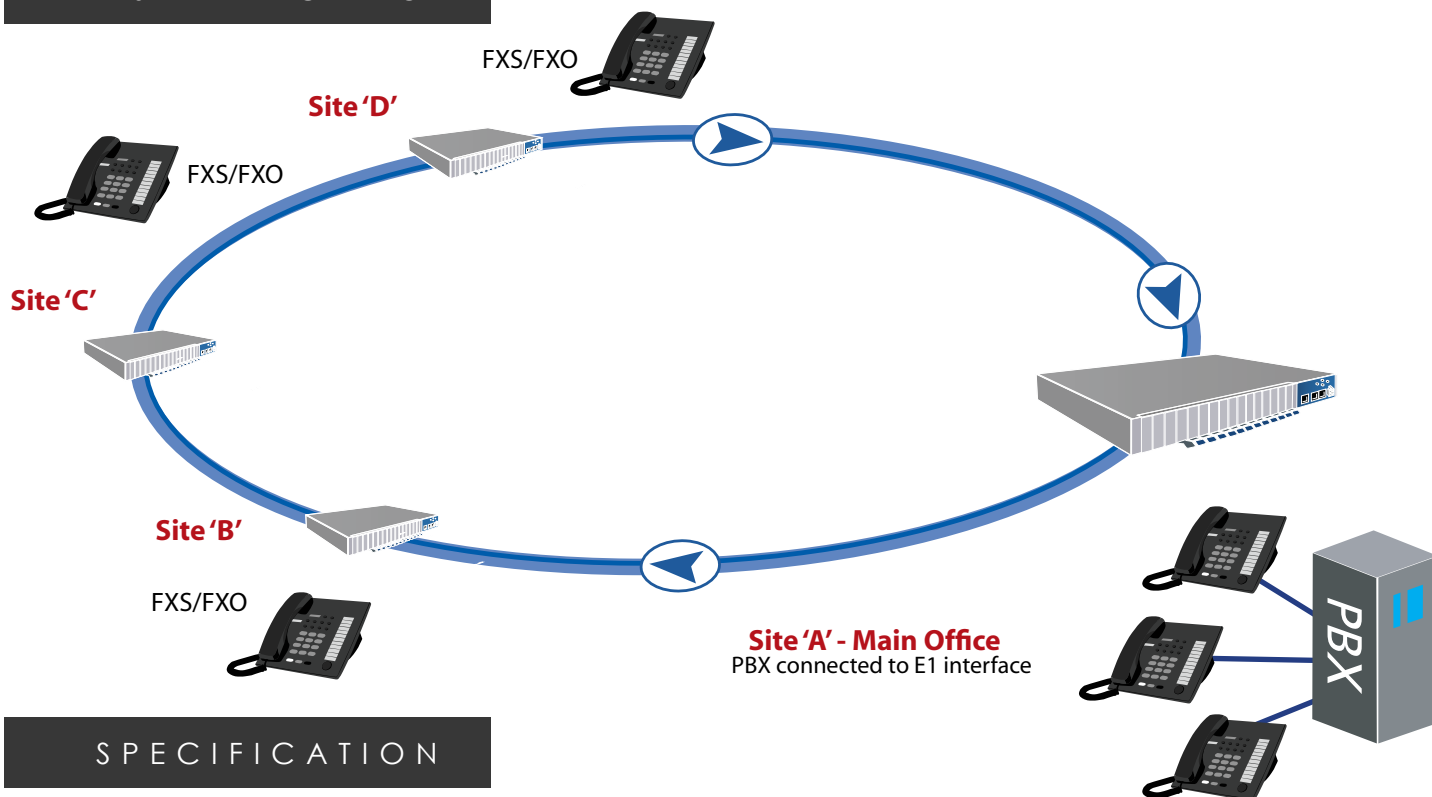 FXS/FXO
Site 'D'
FXS/FXO
Site 'C'
Site 'B'
FXS/FXO
Site 'A' - Main Office
PBX connected to E1 interface
PBX
SPECIFICATION